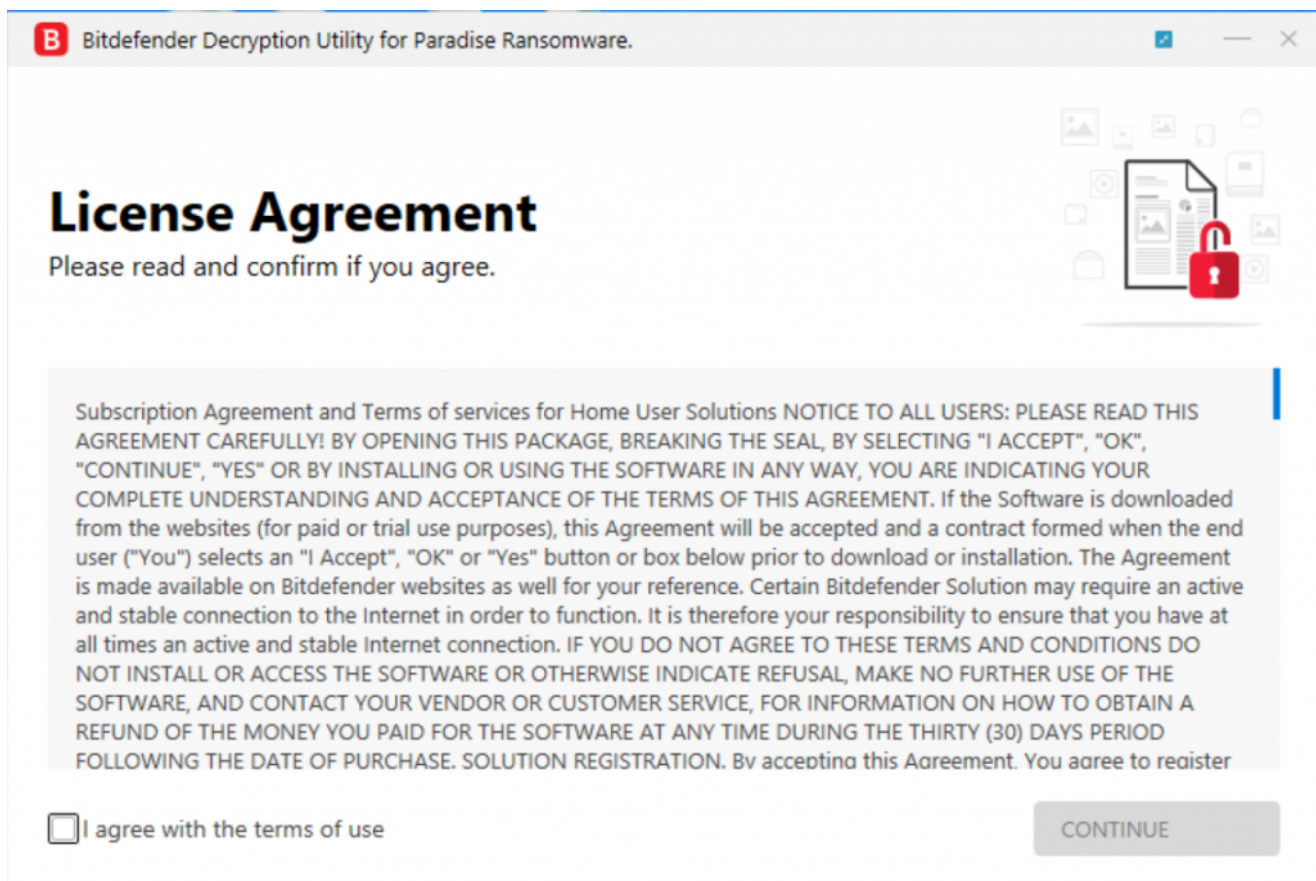 B Bitdefender Decryption Utility for Paradise Ransomware.
License Agreement
Please read and confirm if you agree.
Subscription Agreement and Terms of services for Home User Solutions NOTICE TO ALL USERS: PLEASE READ THIS
AGREEMENT CAREFULLY! BY OPENING THIS PACKAGE, BREAKING THE SEAL, BY SELECTING "I ACCEPT", "OK",
"CONTINUE", "YES" OR BY INSTALLING OR USING THE SOFTWARE IN ANY WAY, YOU ARE INDICATING YOUR
COMPLETE UNDERSTANDING AND ACCEPTANCE OF THE TERMS OF THIS AGREEMENT. If the Software is downloaded
from the websites (for paid or trial use purposes), this Agreement will be accepted and a contract formed when the end
user ("You") selects an "I Accept", "OK" or "Yes" button or box below prior to download or installation. The Agreement
is made available on Bitdefender websites as well for your reference. Certain Bitdefender Solution may require an active
and stable connection to the Internet in order to function. It is therefore your responsibility to ensure that you have at
all times an active and stable Internet connection. IF YOU DO NOT AGREE TO THESE TERMS AND CONDITIONS DO
NOT INSTALL OR ACCESS THE SOFTWARE OR OTHERWISE INDICATE REFUSAL, MAKE NO FURTHER USE OF THE
SOFTWARE, AND CONTACT YOUR VENDOR OR CUSTOMER SERVICE, FOR INFORMATION ON HOW TO OBTAIN A
REFUND OF THE MONEY YOU PAID FOR THE SOFTWARE AT ANY TIME DURING THE THIRTY (30) DAYS PERIOD
FOLLOWING THE DATE OF PURCHASE. SOLUTION REGISTRATION. By accepting this Agreement, You agree to register
I agree with the terms of use
CONTINUE